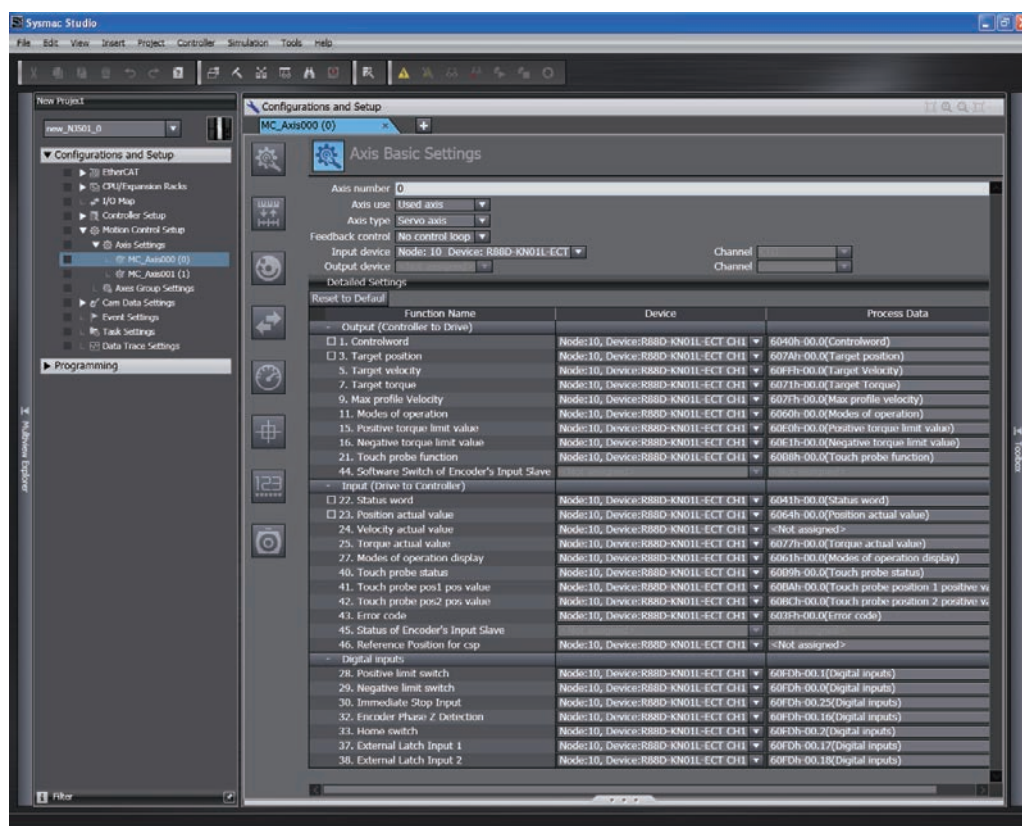 Sysmac Studio
File Edit View Insert Project Controller Simulation Tools Help
New Project
new_NJ501_0
Configurations and Setup
EtherCAT
CPU/Expansion Racks
I/O Map
Controller Setup
Motion Control Setup
Axis Settings
MC_Axis000 (0)
MC_Axis001 (1)
Axes Group Settings
Cam Data Settings
Event Settings
Task Settings
Data Trace Settings
Programming
Filter
Multiview Explorer
Configurations and Setup
MC_Axis000 (0) × +
Axis Basic Settings
Axis number 0
Axis use Used axis
Axis type Servo axis
Feedback control No control loop
Input device Node: 10 Device: R88D-KN01L-ECT Channel
Output device Channel
Detailed Settings
Reset to Defaul
Function Name Device Process Data
- Output (Controller to Drive)
1. Controlword Node:10, Device:R88D-KN01L-ECT CH1 6040h-00.0(Controlword)
3. Target position Node:10, Device:R88D-KN01L-ECT CH1 607Ah-00.0(Target position)
5. Target velocity Node:10, Device:R88D-KN01L-ECT CH1 60FFh-00.0(Target Velocity)
7. Target torque Node:10, Device:R88D-KN01L-ECT CH1 6071h-00.0(Target Torque)
9. Max profile Velocity Node:10, Device:R88D-KN01L-ECT CH1 607Fh-00.0(Max profile velocity)
11. Modes of operation Node:10, Device:R88D-KN01L-ECT CH1 6060h-00.0(Modes of operation)
15. Positive torque limit value Node:10, Device:R88D-KN01L-ECT CH1 60E0h-00.0(Positive torque limit value)
16. Negative torque limit value Node:10, Device:R88D-KN01L-ECT CH1 60E1h-00.0(Negative torque limit value)
21. Touch probe function Node:10, Device:R88D-KN01L-ECT CH1 60B8h-00.0(Touch probe function)
44. Software Switch of Encoder's Input Slave
- Input (Drive to Controller)
22. Status word Node:10, Device:R88D-KN01L-ECT CH1 6041h-00.0(Status word)
23. Position actual value Node:10, Device:R88D-KN01L-ECT CH1 6064h-00.0(Position actual value)
24. Velocity actual value Node:10, Device:R88D-KN01L-ECT CH1 <Not assigned>
25. Torque actual value Node:10, Device:R88D-KN01L-ECT CH1 6077h-00.0(Torque actual value)
27. Modes of operation display Node:10, Device:R88D-KN01L-ECT CH1 6061h-00.0(Modes of operation display)
40. Touch probe status Node:10, Device:R88D-KN01L-ECT CH1 60B9h-00.0(Touch probe status)
41. Touch probe pos1 pos value Node:10, Device:R88D-KN01L-ECT CH1 60BAh-00.0(Touch probe position 1 positive va
42. Touch probe pos2 pos value Node:10, Device:R88D-KN01L-ECT CH1 60BCh-00.0(Touch probe position 2 positive va
43. Error code Node:10, Device:R88D-KN01L-ECT CH1 603Fh-00.0(Error code)
45. Status of Encoder's Input Slave
46. Reference Position for csp Node:10, Device:R88D-KN01L-ECT CH1 <Not assigned>
- Digital inputs
28. Positive limit switch Node:10, Device:R88D-KN01L-ECT CH1 60FDh-00.1(Digital inputs)
29. Negative limit switch Node:10, Device:R88D-KN01L-ECT CH1 60FDh-00.0(Digital inputs)
30. Immediate Stop Input Node:10, Device:R88D-KN01L-ECT CH1 60FDh-00.25(Digital inputs)
32. Encoder Phase Z Detection Node:10, Device:R88D-KN01L-ECT CH1 60FDh-00.16(Digital inputs)
33. Home switch Node:10, Device:R88D-KN01L-ECT CH1 60FDh-00.2(Digital inputs)
37. External Latch Input 1 Node:10, Device:R88D-KN01L-ECT CH1 60FDh-00.17(Digital inputs)
38. External Latch Input 2 Node:10, Device:R88D-KN01L-ECT CH1 60FDh-00.18(Digital inputs)
Toolbox